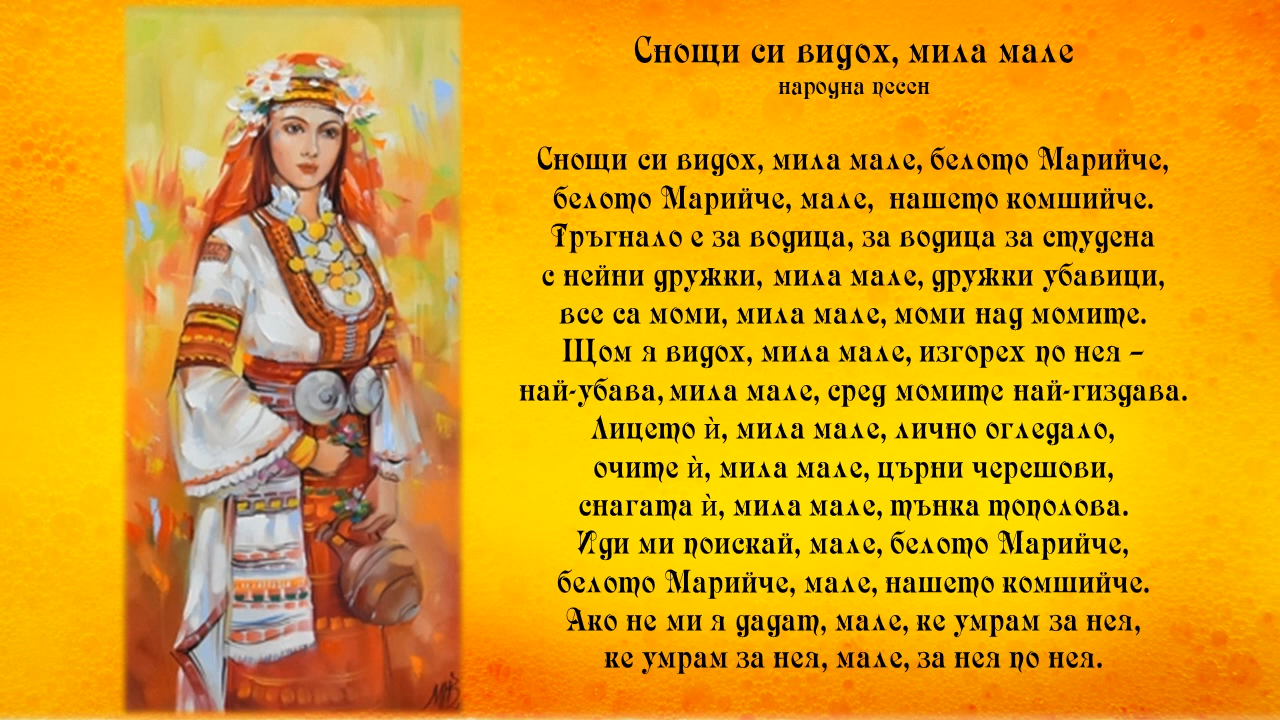 Снощи си видох, мила мале
народна песен
Снощи си видох, мила мале, белото Марийче,
белото Марийче, мале, нашето комшийче.
Тръгнало е за водица, за водица за студена
с нейни дружки, мила мале, дружки убавици,
все са моми, мила мале, моми над момите.
Щом я видох, мила мале, изгорех по нея –
най-убава, мила мале, сред момите най-гиздава.
Лицето ѝ, мила мале, лично огледало,
очите ѝ, мила мале, църни черешови,
снагата ѝ, мила мале, тънка тополова.
Иди ми поискай, мале, белото Марийче,
белото Марийче, мале, нашето комшийче.
Ако не ми я дадат, мале, ке умрам за нея,
ке умрам за нея, мале, за нея по нея.